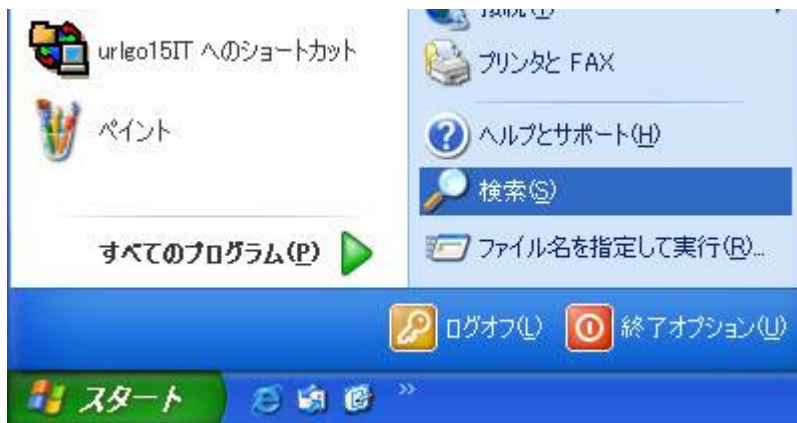 urlgo15IT へのショートカット
ペイント
すべてのプログラム(P)
接続(T)
プリンタと FAX
ヘルプとサポート(H)
検索(S)
ファイル名を指定して実行(R)...
ログオフ(L)
終了オプション(U)
スタート